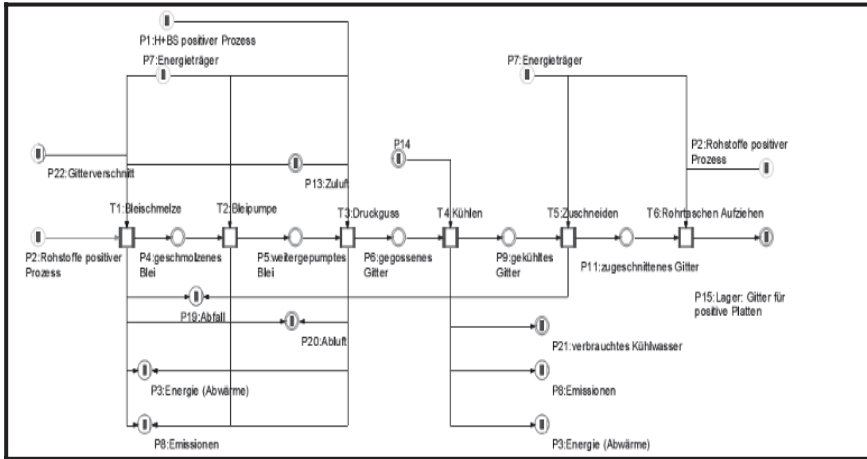 P1:H+BS positiver Prozess
P7:Energieträger
P7:Energieträger
P14
P2:Rohstoffe positiver
Prozess
P22:Gitterverschnitt
P13:Zuluft
T1:Bleischmelze
T2:Bleipumpe
T3:Druckguss
T4:Kühlen
T5:Zuschneiden
T6:Rohrtaschen Aufziehen
P2:Rohstoffe positiver
Prozess
P4:geschmolzenes
Blei
P5:weitergepumptes
Blei
P6:gegossenes
Gitter
P9:gekühltes
Gitter
P11:zugeschnittenes Gitter
P15:Lager: Gitter für
positive Platten
P19:Abfall
P20:Abluft
P21:verbrauchtes Kühlwasser
P3:Energie (Abwärme)
P8:Emissionen
P8:Emissionen
P3:Energie (Abwärme)